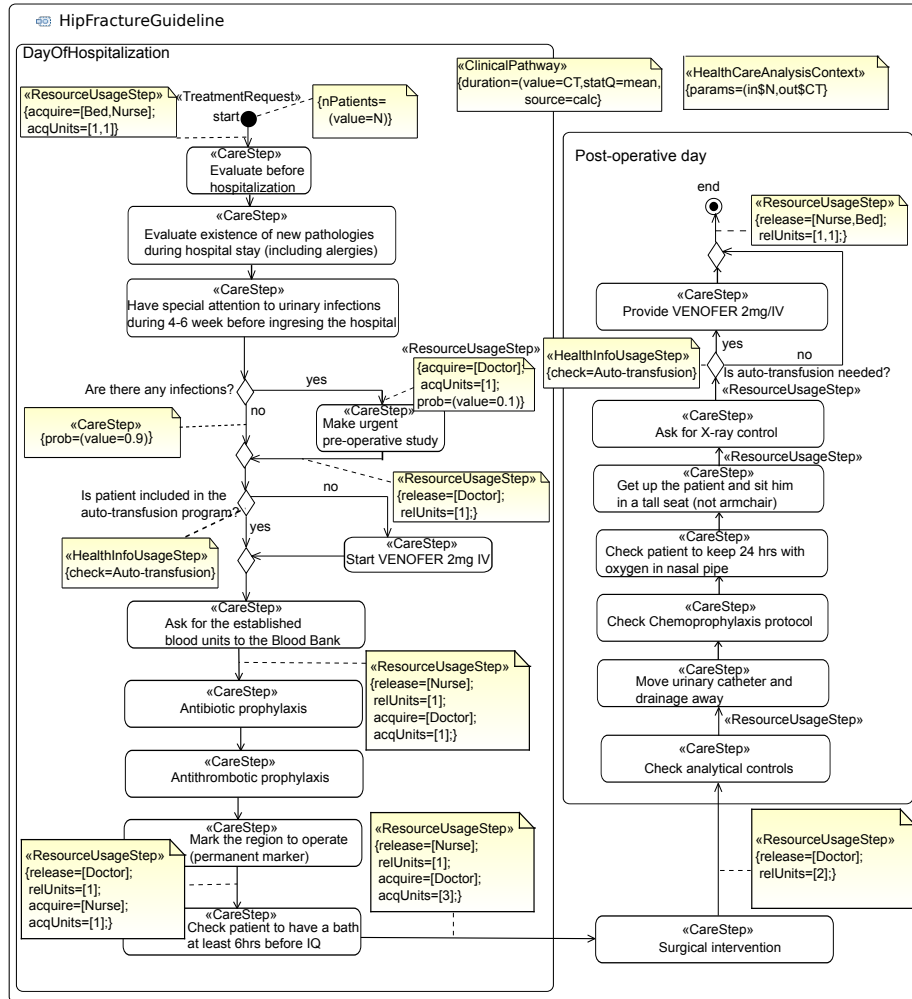 HipFractureGuideline
DayOfHospitalization
«ResourceUsageStep»
{acquire=[Bed,Nurse];
acqUnits=[1,1]}
«TreatmentRequest»
start
{nPatients=
(value=N)}
«ClinicalPathway»
{duration=(value=CT,statQ=mean,
source=calc}
«HealthCareAnalysisContext»
{params=(in$N,out$CT}
«CareStep»
Evaluate before
hospitalization
«CareStep»
Evaluate existence of new pathologies
during hospital stay (including alergies)
«CareStep»
Have special attention to urinary infections
during 4-6 week before ingresing the hospital
«ResourceUsageStep»
{acquire=[Doctor];
acqUnits=[1];
prob=(value=0.1)}
Are there any infections?
yes
no
«CareStep»
{prob=(value=0.9)}
«CareStep»
Make urgent
pre-operative study
«ResourceUsageStep»
{release=[Doctor];
relUnits=[1];}
Is patient included in the
auto-transfusion program?
no
yes
«HealthInfoUsageStep»
{check=Auto-transfusion}
«CareStep»
Start VENOFER 2mg IV
«CareStep»
Ask for the established
blood units to the Blood Bank
«ResourceUsageStep»
{release=[Nurse];
relUnits=[1];
acquire=[Doctor];
acqUnits=[1];}
«CareStep»
Antibiotic prophylaxis
«CareStep»
Antithrombotic prophylaxis
«CareStep»
Mark the region to operate
(permanent marker)
«ResourceUsageStep»
{release=[Doctor];
relUnits=[1];
acquire=[Nurse];
acqUnits=[1];}
«ResourceUsageStep»
{release=[Nurse];
relUnits=[1];
acquire=[Doctor];
acqUnits=[3];}
«CareStep»
Check patient to have a bath
at least 6hrs before IQ
«CareStep»
Surgical intervention
«ResourceUsageStep»
{release=[Doctor];
relUnits=[2];}
Post-operative day
end
«ResourceUsageStep»
{release=[Nurse,Bed];
relUnits=[1,1];}
«CareStep»
Provide VENOFER 2mg/IV
yes
no
«HealthInfoUsageStep»
{check=Auto-transfusion}
Is auto-transfusion needed?
«ResourceUsageStep»
«CareStep»
Ask for X-ray control
«ResourceUsageStep»
«CareStep»
Get up the patient and sit him
in a tall seat (not armchair)
«CareStep»
Check patient to keep 24 hrs with
oxygen in nasal pipe
«CareStep»
Check Chemoprophylaxis protocol
«CareStep»
Move urinary catheter and
drainage away
«ResourceUsageStep»
«CareStep»
Check analytical controls